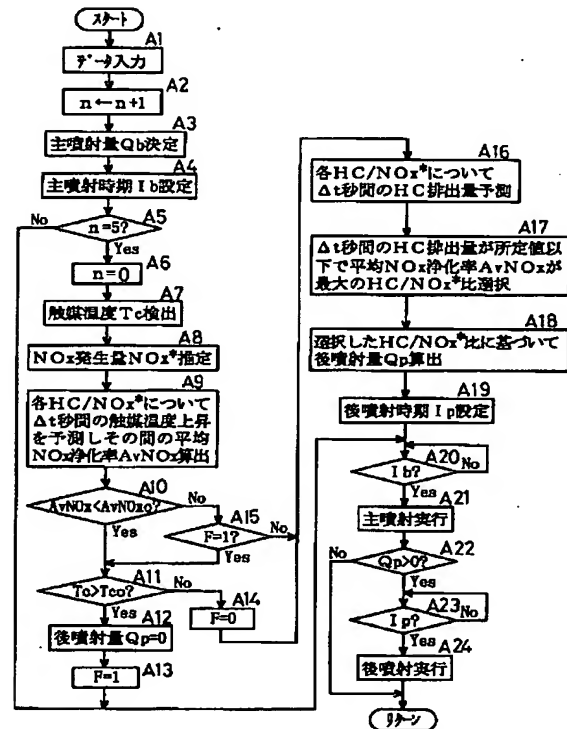 スタート
A1
データ入力
A2
n←n+1
A3
主噴射量Qb決定
A4
主噴射時期Ib設定
A5
No
n=5?
Yes
A6
n=0
A7
触媒温度Tc検出
A8
NOx発生量NOx*推定
A9
各HC/NOx*について
Δt秒間の触媒温度上昇
を予測しその間の平均
NOx浄化率AvNOx算出
A10
AvNOx<AvNOxo?
No
Yes
A15
F=1?
No
Yes
A11
Tc>Tco?
No
Yes
A14
F=0
A12
後噴射量Qp=0
A13
F=1
A16
各HC/NOx*について
Δt秒間のHC排出量予測
A17
Δt秒間のHC排出量が所定値以
下で平均NOx浄化率AvNOxが
最大のHC/NOx*比選択
A18
選択したHC/NOx*比に基づいて
後噴射量Qp算出
A19
後噴射時期Ip設定
A20
Ib?
No
Yes
A21
主噴射実行
A22
No
Qp>0?
Yes
A23
Ip?
No
Yes
A24
後噴射実行
リターン